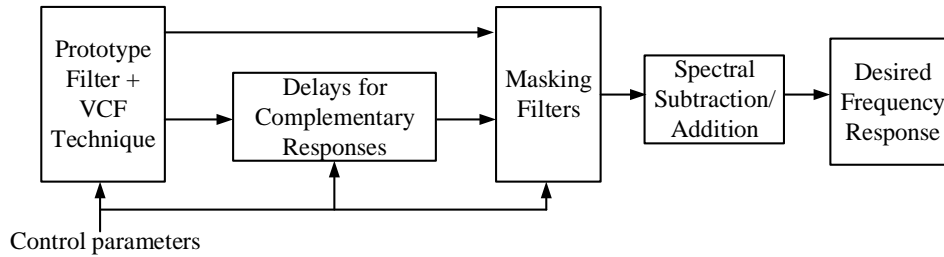 Prototype
Filter +
VCF
Technique
Delays for
Complementary
Responses
Masking
Filters
Spectral
Subtraction/
Addition
Desired
Frequency
Response
Control parameters